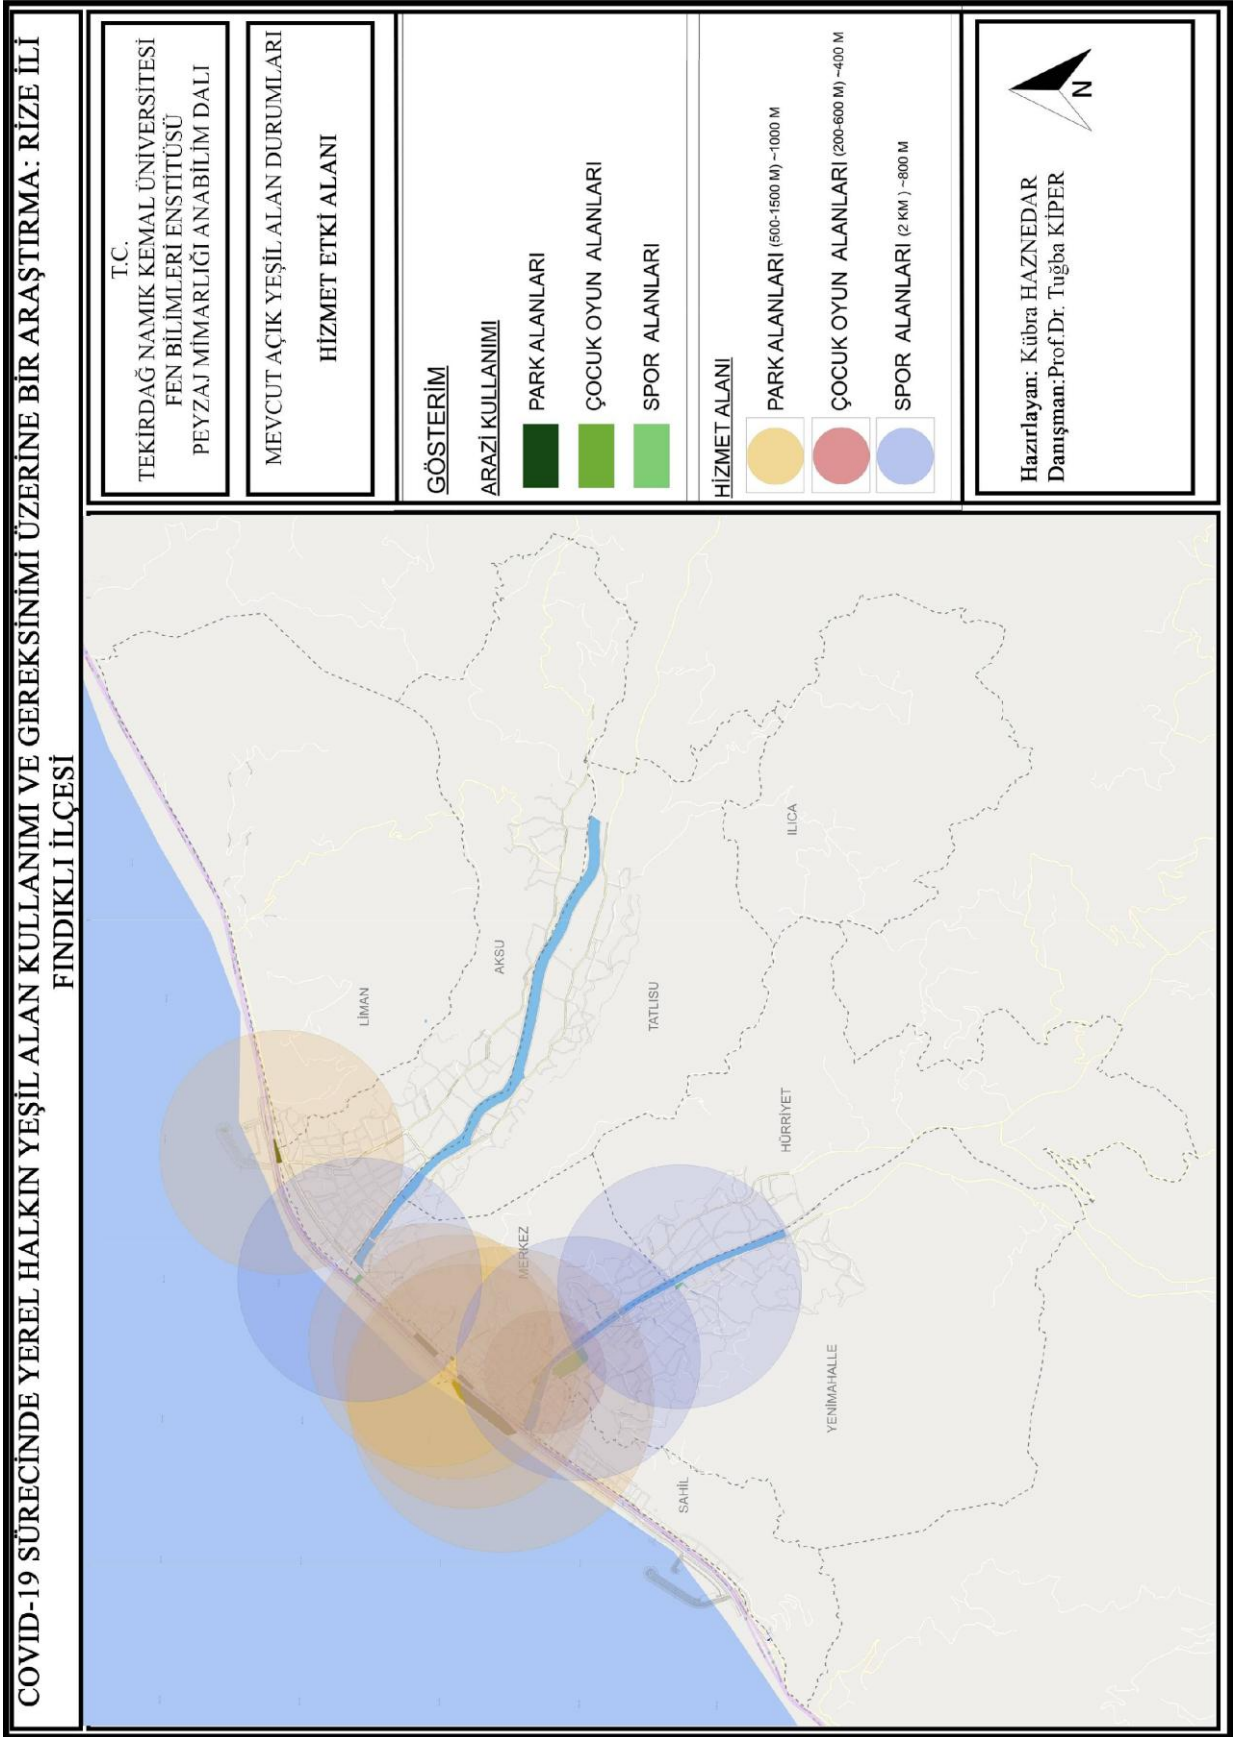 COVID-19 SÜRECİNDE YEREL HALKIN YEŞİL ALAN KULLANIMI VE GEREKSİNİMİ ÜZERİNE BİR ARAŞTIRMA: RİZE İLİ
FINDIKLI İLÇESİ
T.C.
TEKİRDAĞ NAMIK KEMAL ÜNİVERSİTESİ
FEN BİLİMLERİ ENSTİTÜSÜ
PEYZAJ MİMARLIĞI ANABİLİM DALI
MEVCUT AÇIK YEŞİL ALAN DURUMLARI
HİZMET ETKİ ALANI
GÖSTERİM
ARAZİ KULLANIMI
PARK ALANLARI
ÇOCUK OYUN ALANLARI
SPOR ALANLARI
HİZMET ALANI
PARK ALANLARI (500-1500 M) ~1000 M
ÇOCUK OYUN ALANLARI (200-600 M) ~400 M
SPOR ALANLARI (2 KM ) ~800 M
Hazırlayan: Kübra HAZNEDAR
Danışman:Prof.Dr. Tuğba KİPER
N
LİMAN
AKSU
TATLISU
ILICA
MERKEZ
HÜRRİYET
SAHİL
YENİMAHALLE